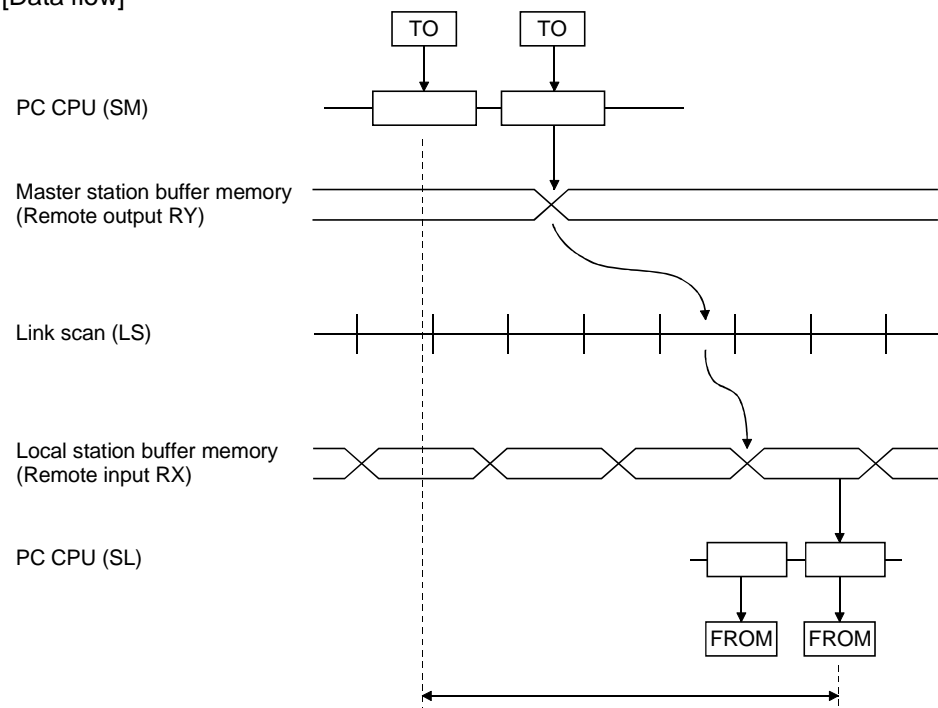 [Data flow]
TO TO
PC CPU (SM)
Master station buffer memory
(Remote output RY)
Link scan (LS)
Local station buffer memory
(Remote input RX)
PC CPU (SL)
FROM FROM